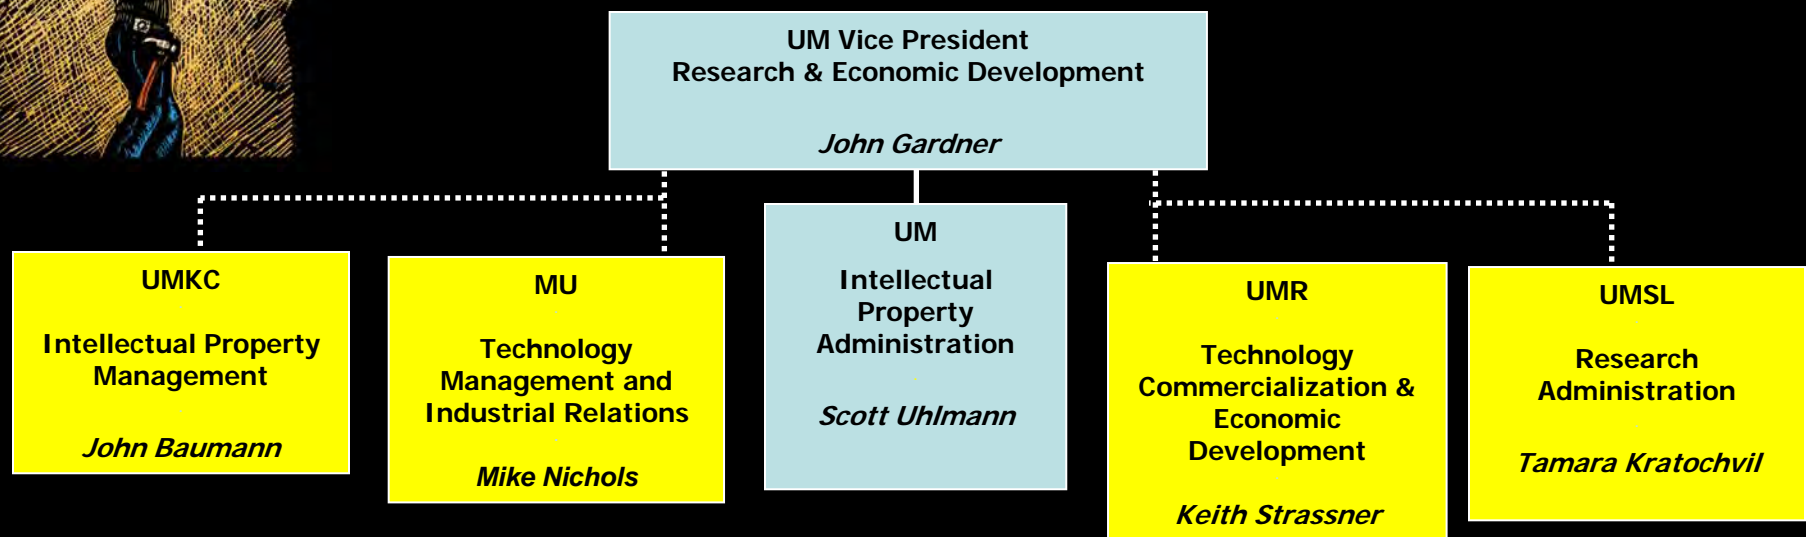 UM Vice President
Research & Economic Development
John Gardner
UMKC
Intellectual Property
Management
John Baumann
MU
Technology
Management and
Industrial Relations
Mike Nichols
UM
Intellectual
Property
Administration
Scott Uhlmann
UMR
Technology
Commercialization &
Economic
Development
Keith Strassner
UMSL
Research
Administration
Tamara Kratochvil